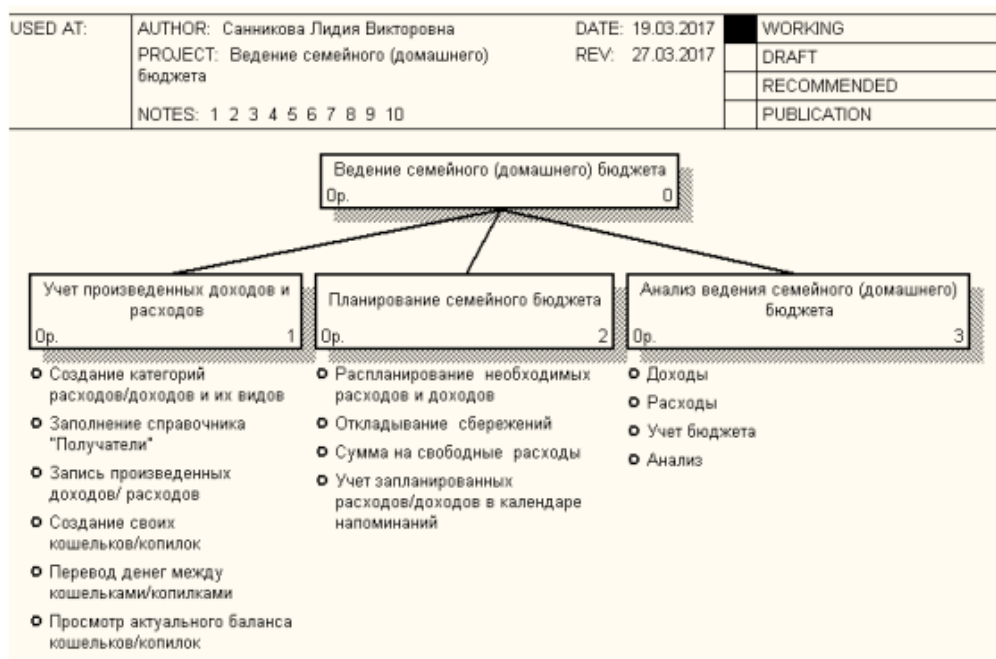 USED AT:
AUTHOR: Санникова Лидия Викторовна
DATE: 19.03.2017
WORKING
PROJECT: Ведение семейного (домашнего)
бюджета
REV: 27.03.2017
DRAFT
RECOMMENDED
NOTES: 1 2 3 4 5 6 7 8 9 10
PUBLICATION
Ведение семейного (домашнего) бюджета
0р. 0
Учет произведенных доходов и
расходов
0р. 1
Планирование семейного бюджета
0р. 2
Анализ ведения семейного (домашнего)
бюджета
0р. 3
Создание категорий
расходов/доходов и их видов
Заполнение справочника
"Получатели"
Запись произведенных
доходов/ расходов
Создание своих
кошельков/копилок
Перевод денег между
кошельками/копилками
Просмотр актуального баланса
кошельков/копилок
Распланирование необходимых
расходов и доходов
Откладывание сбережений
Сумма на свободные расходы
Учет запланированных
расходов/доходов в календаре
напоминаний
Доходы
Расходы
Учет бюджета
Анализ